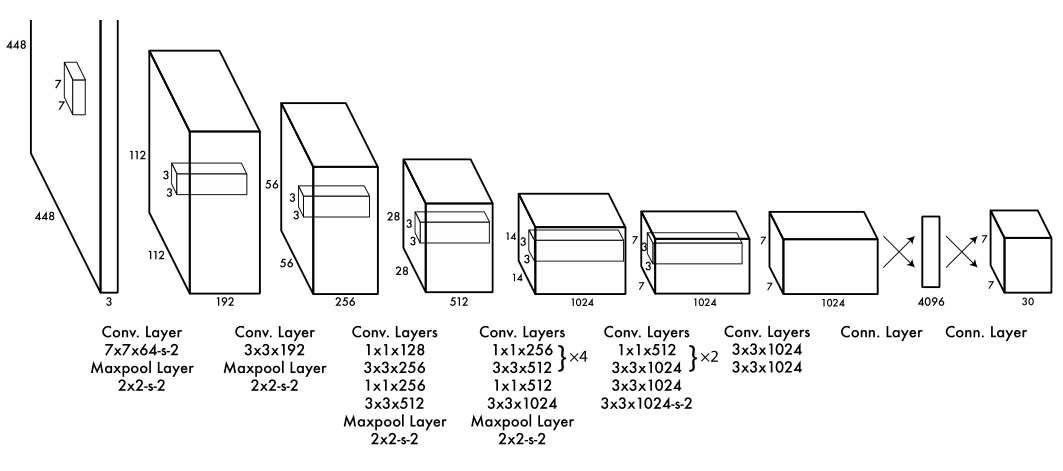 448
7
7
448
3
112
3
3
112
192
56
3
3
56
256
28
3
3
28
512
14
3
3
14
1024
7
3
3
7
1024
7
7
1024
4096
7
7
30
Conv. Layer
7x7x64-s-2
Maxpool Layer
2x2-s-2
Conv. Layer
3x3x192
Maxpool Layer
2x2-s-2
Conv. Layers
1x1x128
3x3x256
1x1x256
3x3x512
Maxpool Layer
2x2-s-2
Conv. Layers
1x1x256
3x3x512
} ×4
1x1x512
3x3x1024
Maxpool Layer
2x2-s-2
Conv. Layers
1x1x512
3x3x1024
} ×2
3x3x1024
3x3x1024-s-2
Conv. Layers
3x3x1024
3x3x1024
Conn. Layer
Conn. Layer